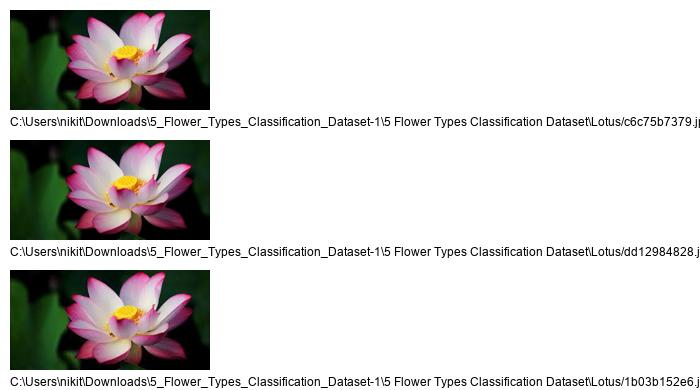 C:\Users\nikit\Downloads\5_Flower_Types_Classification_Dataset-1\5 Flower Types Classification Dataset\Lotus/c6c75b7379.jp
C:\Users\nikit\Downloads\5_Flower_Types_Classification_Dataset-1\5 Flower Types Classification Dataset\Lotus/dd12984828.j
C:\Users\nikit\Downloads\5_Flower_Types_Classification_Dataset-1\5 Flower Types Classification Dataset\Lotus/1b03b152e6.j